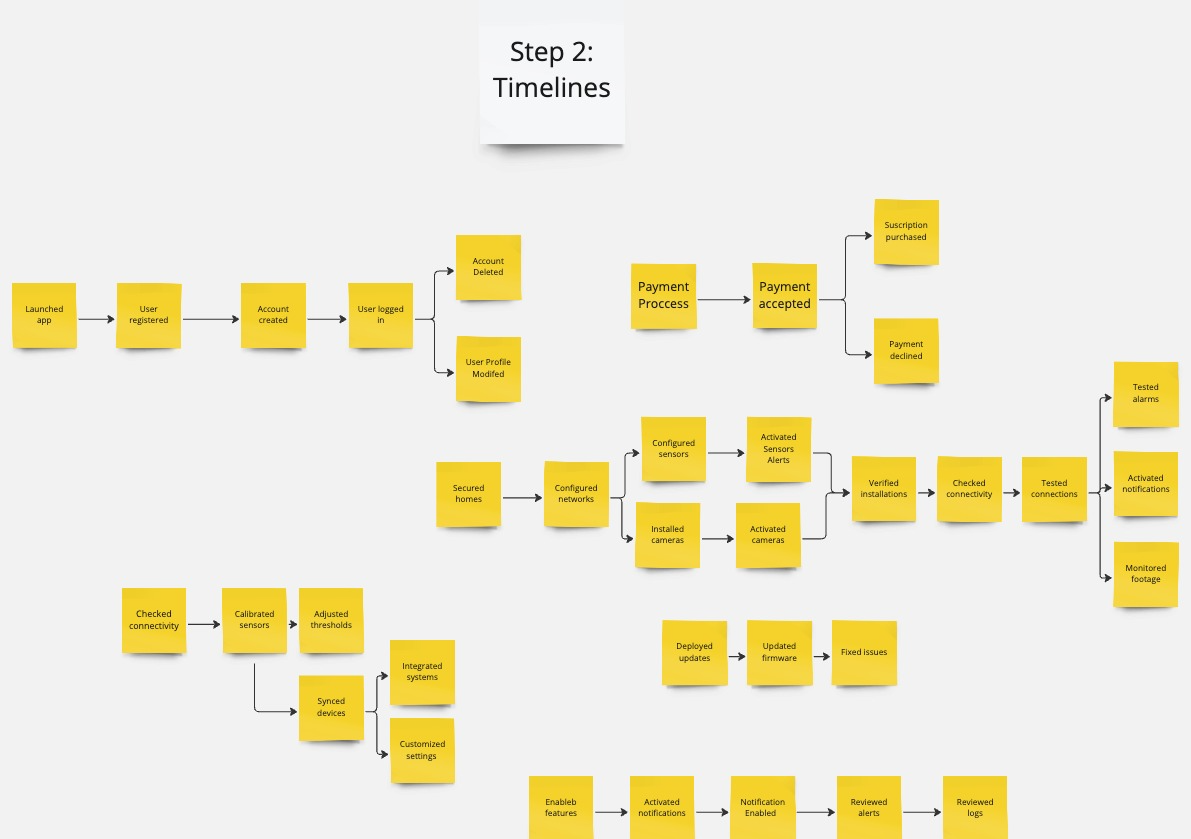 Step 2:
Timelines
Launched
app
User
registered
Account
created
User logged
in
Account
Deleted
User Profile
Modifed
Payment
Proccess
Payment
accepted
Suscription
purchased
Payment
declined
Secured
homes
Configured
networks
Configured
sensors
Activated
Sensors
Alerts
Installed
cameras
Activated
cameras
Verified
installations
Checked
connectivity
Tested
connections
Tested
alarms
Activated
notifications
Monitored
footage
Checked
connectivity
Calibrated
sensors
Adjusted
thresholds
Synced
devices
Integrated
systems
Customized
settings
Deployed
updates
Updated
firmware
Fixed issues
Enableb
features
Activated
notifications
Notification
Enabled
Reviewed
alerts
Reviewed
logs